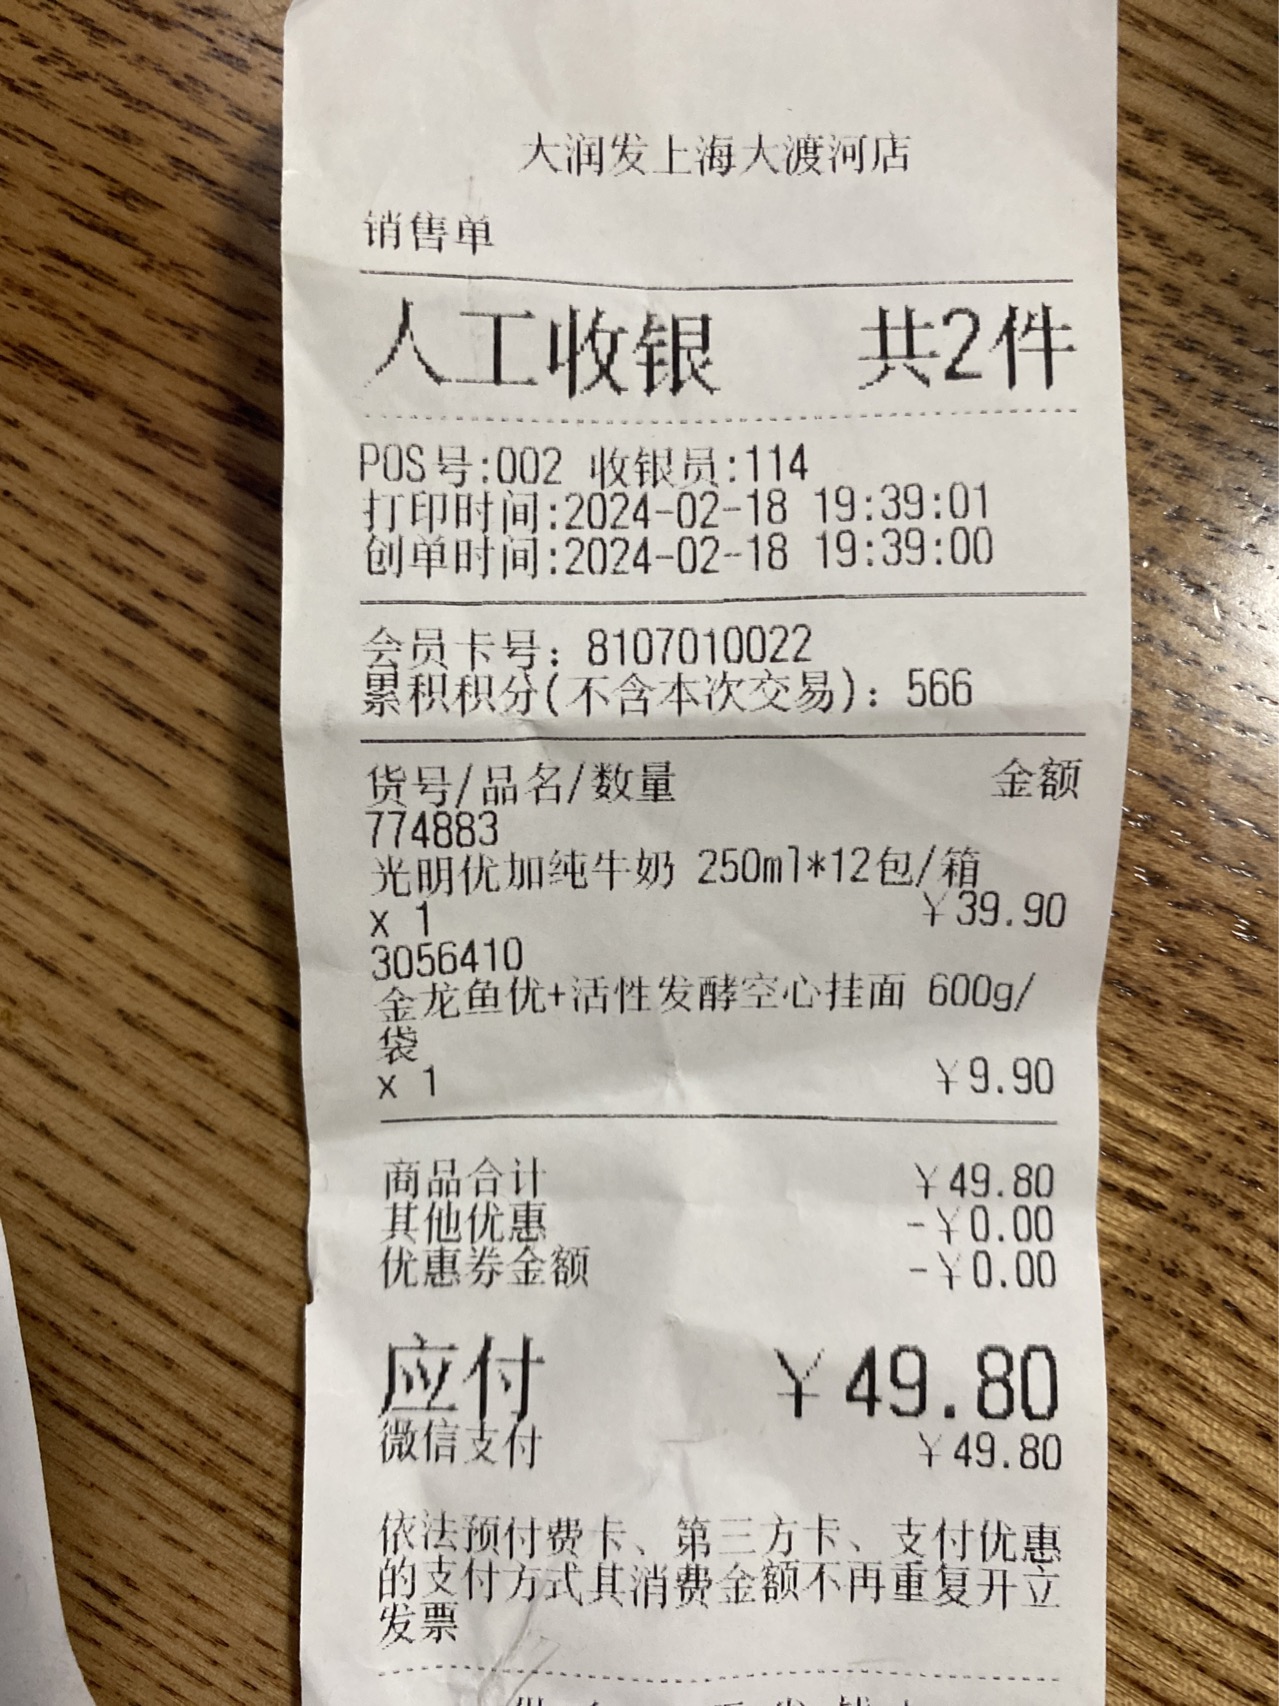 大润发上海大渡河店
销售单
人工收银 共2件
POS号:002 收银员:114
打印时间:2024-02-18 19:39:01
创单时间:2024-02-18 19:39:00
会员卡号: 8107010022
累积积分(不含本次交易): 566
货号/品名/数量 金额
774883
光明优加纯牛奶 250ml*12包/箱
x 1 ¥39.90
3056410
金龙鱼优+活性发酵空心挂面 600g/
袋
x 1 ¥9.90
商品合计 ¥49.80
其他优惠 -¥0.00
优惠券金额 -¥0.00
应付 ¥49.80
微信支付 ¥49.80
依法预付费卡、第三方卡、支付优惠
的支付方式其消费金额不再重复开立
发票